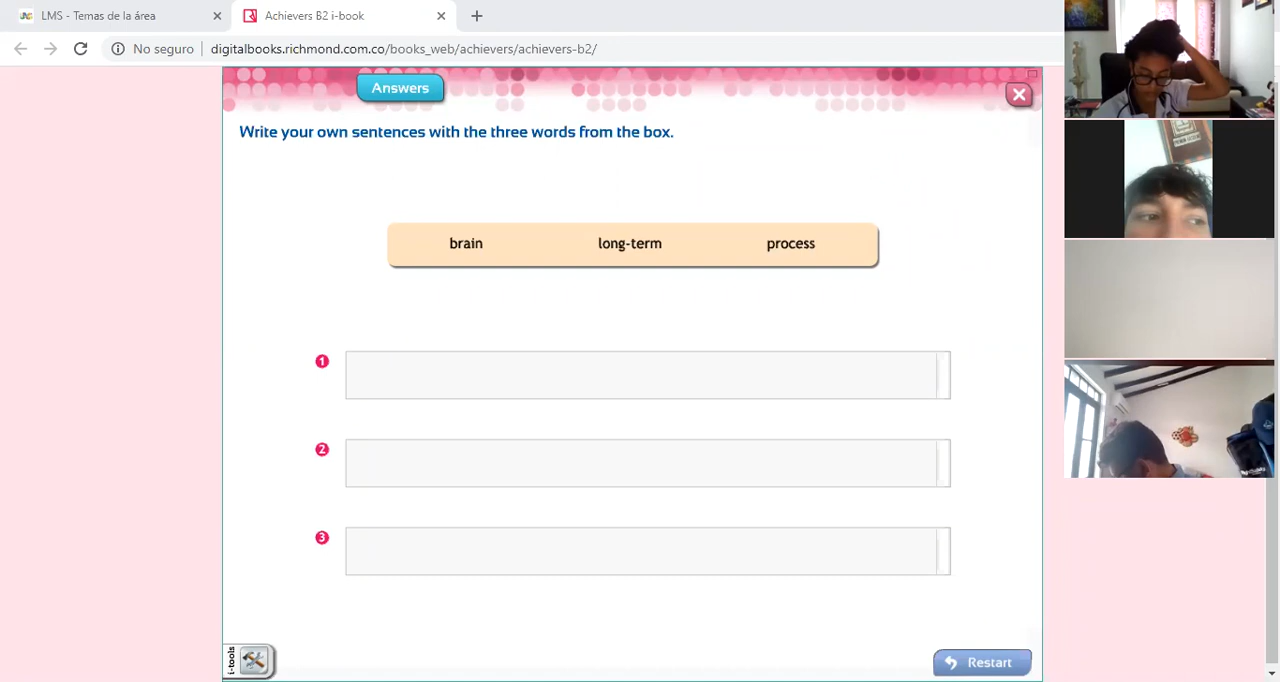 LMS - Temas de la área
Achievers B2 i-book
No seguro
digitalbooks.richmond.com.co/books_web/achievers/achievers-b2/
Answers
Write your own sentences with the three words from the box.
brain long-term process
1
2
3
i-tools
Restart